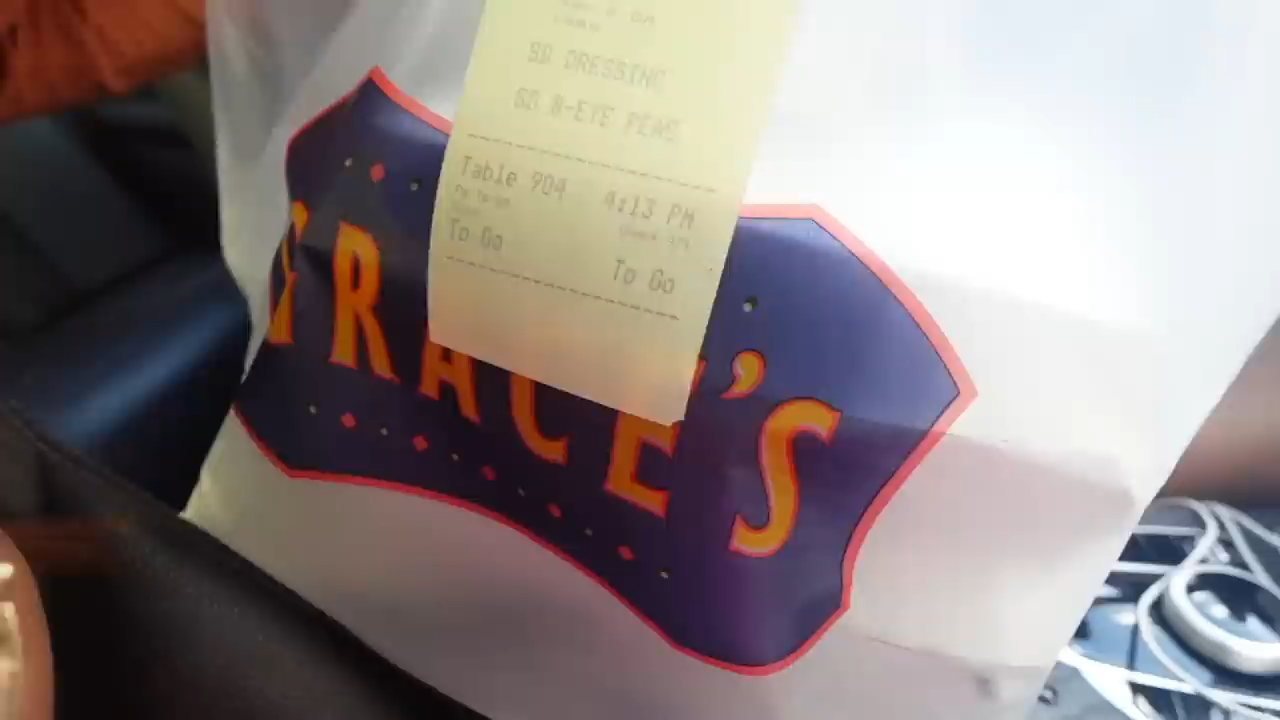 SD DRESSING
SD B-EYE PEAS
Table 904 4:13 PM
To Go
To Go
RACE'S